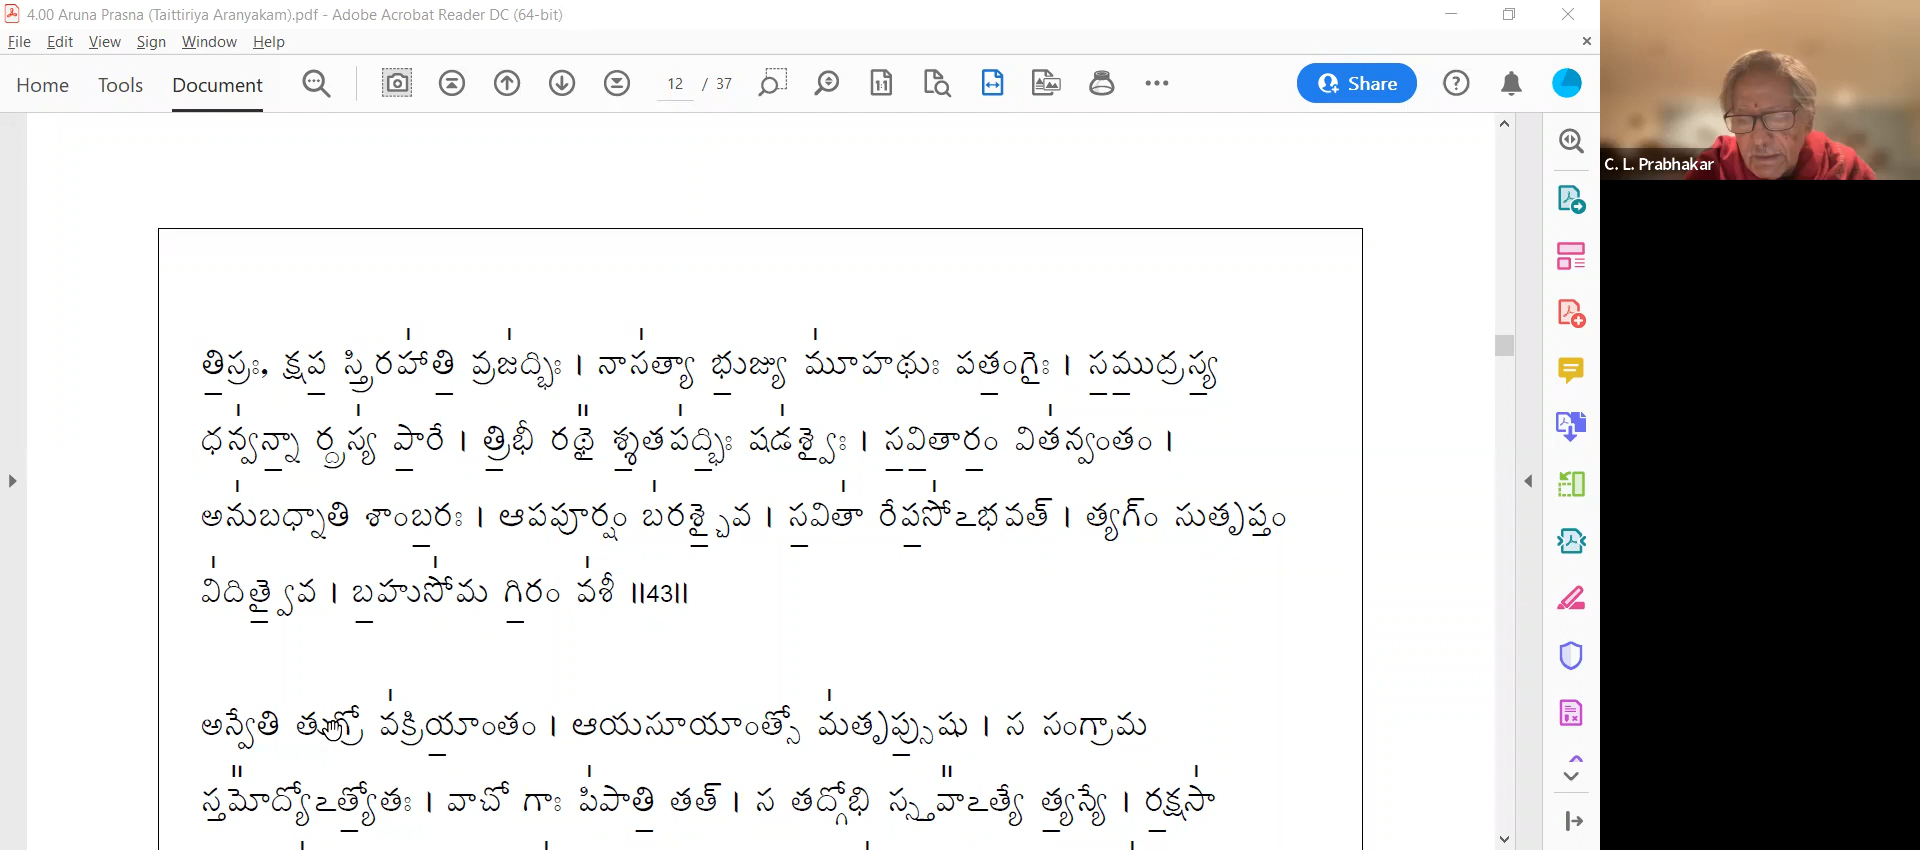 4.00 Aruna Prasna (Taittiriya Aranyakam).pdf - Adobe Acrobat Reader DC (64-bit)
File Edit View Sign Window Help
Home Tools Document 12 / 37 Share
C. L. Prabhakar
తిస్రః, క్షప స్త్రిరహాతి వ్రజద్భిః । నాసత్యా భుజ్యు మూహథుః పతంగైః । సముద్రస్య
ధన్వన్నా ర్ద్రస్య పారే । త్రిభీ రథై శ్శతపద్భిః షడశ్వైః । సవితారం వితన్వంతం ।
అనుబధ్నాతి శాంబరః । ఆపపూర్షం బరశ్చైవ । సవితా రేపసోఽభవత్ । త్యగ్ం సుతృప్తం
విదిత్వైవ । బహుసోమ గిరం వశీ ॥43॥
అన్వేతి తుగ్రో వక్రియాంతం । ఆయసూయాంత్సో మతృప్సుషు । స సంగ్రామ
స్తమోద్యోఽత్యోతః । వాచో గాః పిపాతి తత్ । స తద్గోభి స్స్తవాఽత్యే త్యన్యే । రక్షసా